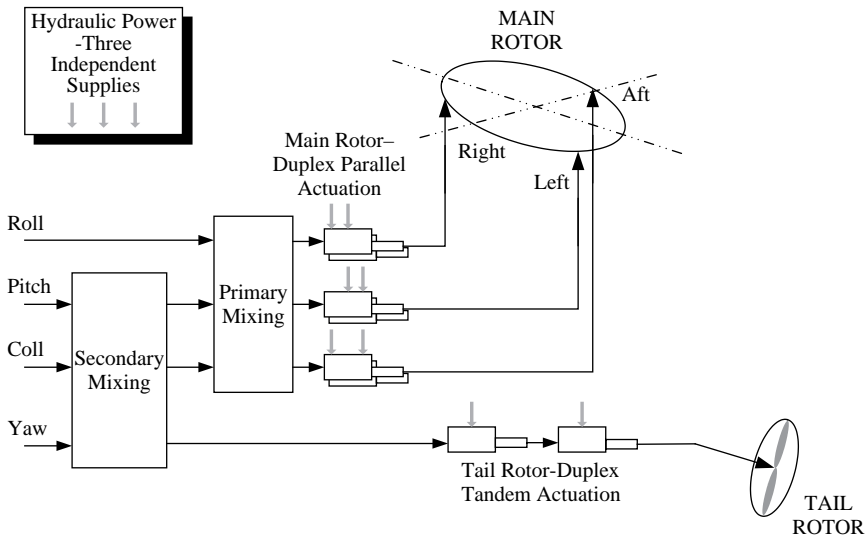 Hydraulic Power
-Three
Independent
Supplies
MAIN
ROTOR
Aft
Right
Left
Main Rotor–
Duplex Parallel
Actuation
Roll
Pitch
Coll
Yaw
Primary
Mixing
Secondary
Mixing
Tail Rotor-Duplex
Tandem Actuation
TAIL
ROTOR